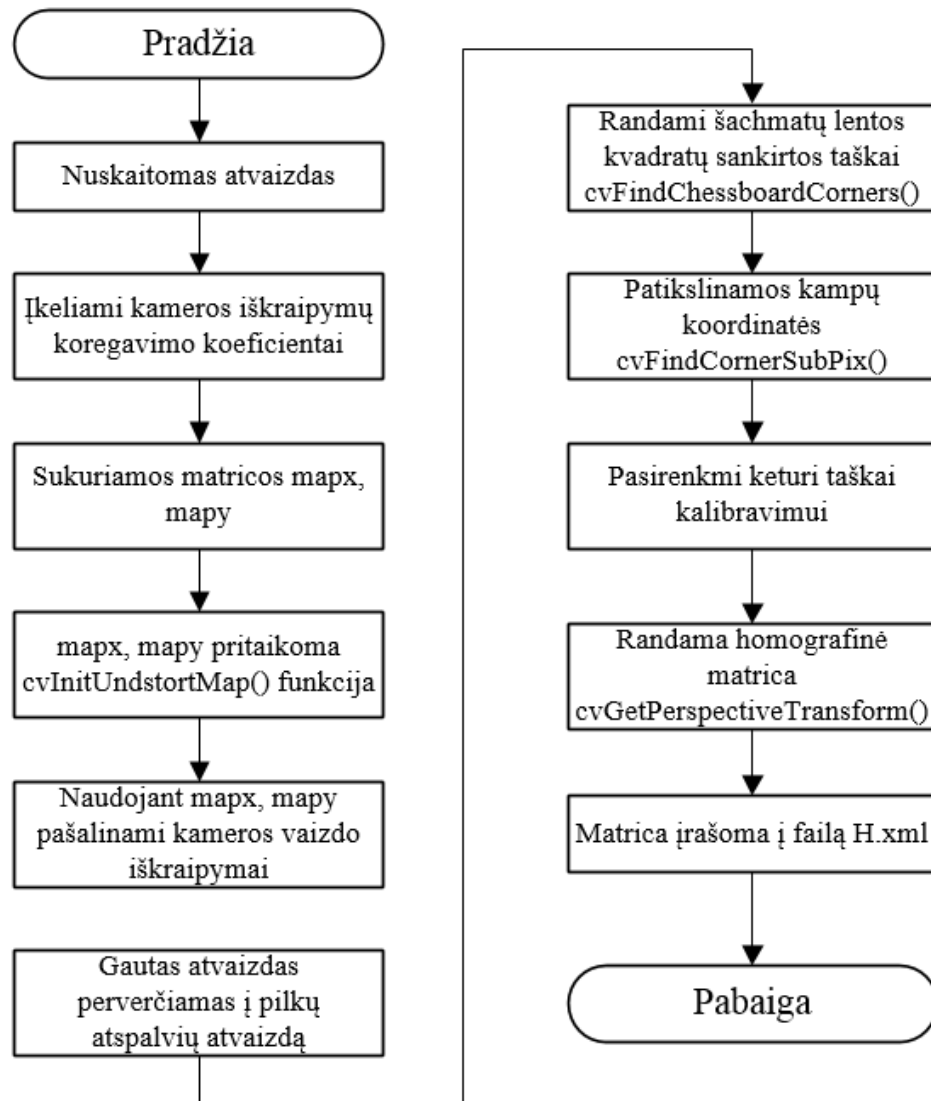 Pradžia
Nuskaitomas atvaizdas
Įkeliami kameros iškraipymų
koregavimo koeficientai
Sukuriamos matricos mapx,
mapy
mapx, mapy pritaikoma
cvInitUndstortMap() funkcija
Naudojant mapx, mapy
pašalinami kameros vaizdo
iškraipymai
Gautas atvaizdas
perverčiamas į pilkų
atspalvių atvaizdą
Randami šachmatų lentos
kvadratų sankirtos taškai
cvFindChessboardCorners()
Patikslinamos kampų
koordinatės
cvFindCornerSubPix()
Pasirenkmi keturi taškai
kalibravimui
Randama homografinė
matrica
cvGetPerspectiveTransform()
Matrica įrašoma į failą H.xml
Pabaiga